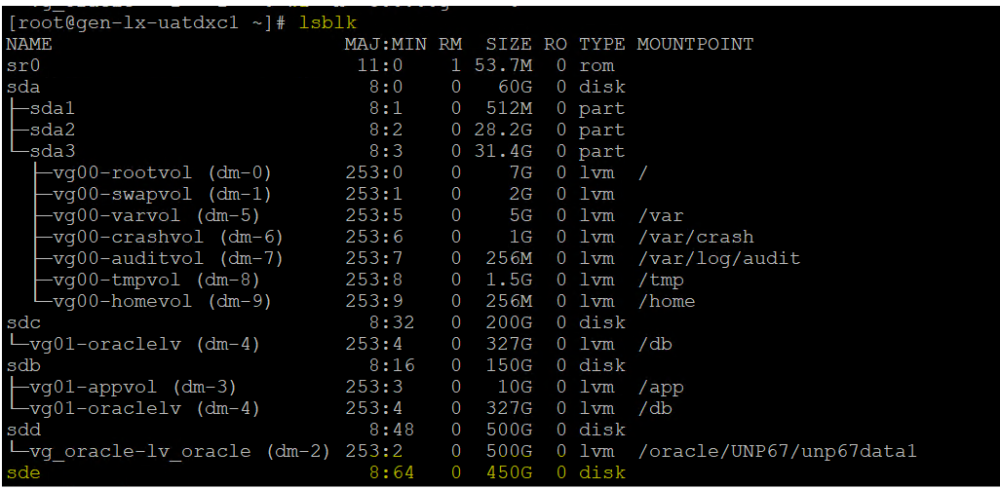 [root@gen-lx-uatdxc1 ~]# lsblk
NAME MAJ:MIN RM SIZE RO TYPE MOUNTPOINT
sr0 11:0 1 53.7M 0 rom
sda 8:0 0 60G 0 disk
├─sda1 8:1 0 512M 0 part
├─sda2 8:2 0 28.2G 0 part
└─sda3 8:3 0 31.4G 0 part
├─vg00-rootvol (dm-0) 253:0 0 7G 0 lvm /
├─vg00-swapvol (dm-1) 253:1 0 2G 0 lvm
├─vg00-varvol (dm-5) 253:5 0 5G 0 lvm /var
├─vg00-crashvol (dm-6) 253:6 0 1G 0 lvm /var/crash
├─vg00-auditvol (dm-7) 253:7 0 256M 0 lvm /var/log/audit
├─vg00-tmpvol (dm-8) 253:8 0 1.5G 0 lvm /tmp
└─vg00-homevol (dm-9) 253:9 0 256M 0 lvm /home
sdc 8:32 0 200G 0 disk
└─vg01-oraclelv (dm-4) 253:4 0 327G 0 lvm /db
sdb 8:16 0 150G 0 disk
├─vg01-appvol (dm-3) 253:3 0 10G 0 lvm /app
└─vg01-oraclelv (dm-4) 253:4 0 327G 0 lvm /db
sdd 8:48 0 500G 0 disk
└─vg_oracle-lv_oracle (dm-2) 253:2 0 500G 0 lvm /oracle/UNP67/unp67data1
sde 8:64 0 450G 0 disk